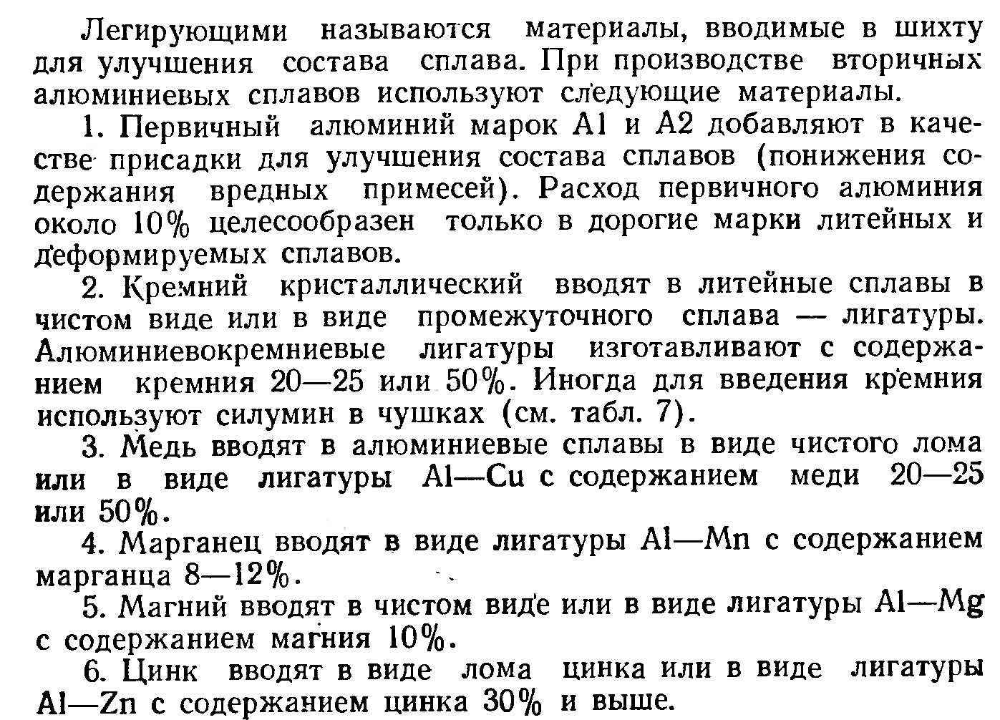 Легирующими называются материалы, вводимые в шихту
для улучшения состава сплава. При производстве вторичных
алюминиевых сплавов используют следующие материалы.
1. Первичный алюминий марок А1 и А2 добавляют в каче-
стве присадки для улучшения состава сплавов (понижения со-
держания вредных примесей). Расход первичного алюминия
около 10% целесообразен только в дорогие марки литейных и
деформируемых сплавов.
2. Кремний кристаллический вводят в литейные сплавы в
чистом виде или в виде промежуточного сплава — лигатуры.
Алюминиевокремниевые лигатуры изготавливают с содержа-
нием кремния 20—25 или 50%. Иногда для введения кремния
используют силумин в чушках (см. табл. 7).
3. Медь вводят в алюминиевые сплавы в виде чистого лома
или в виде лигатуры Al—Cu с содержанием меди 20—25
или 50%.
4. Марганец вводят в виде лигатуры Al—Mn с содержанием
марганца 8—12%.
5. Магний вводят в чистом виде или в виде лигатуры Al—Mg
с содержанием магния 10%.
6. Цинк вводят в виде лома цинка или в виде лигатуры
Al—Zn с содержанием цинка 30% и выше.